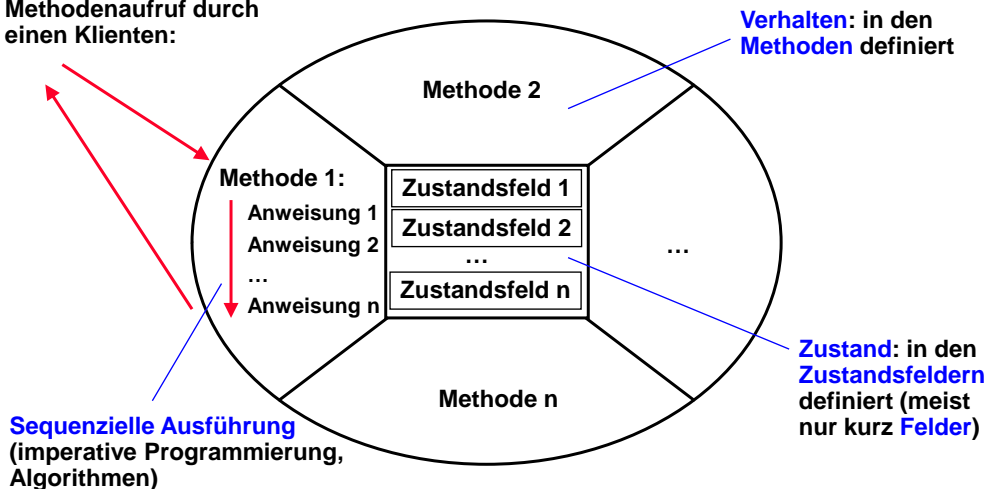 Methodenaufruf durch
einen Klienten:
Verhalten: in den
Methoden definiert
Methode 2
Methode 1:
Anweisung 1
Anweisung 2
…
Anweisung n
Zustandsfeld 1
Zustandsfeld 2
…
Zustandsfeld n
…
Methode n
Zustand: in den
Zustandsfeldern
definiert (meist
nur kurz Felder)
Sequenzielle Ausführung
(imperative Programmierung,
Algorithmen)